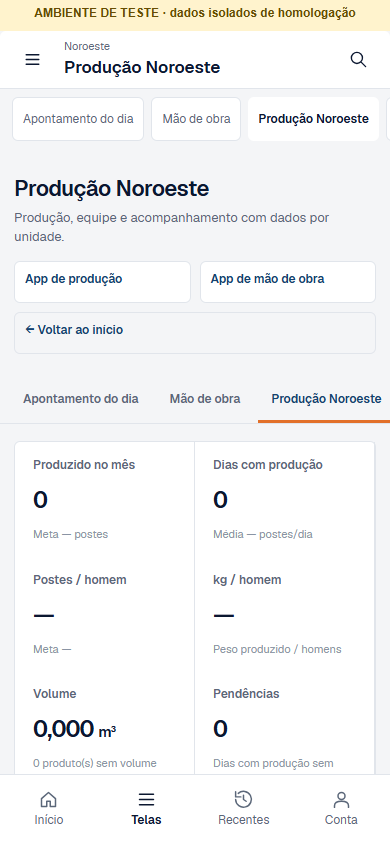 AMBIENTE DE TESTE · dados isolados de homologação
Noroeste
Produção Noroeste
Apontamento do dia
Mão de obra
Produção Noroeste
Produção Noroeste
Produção, equipe e acompanhamento com dados por
unidade.
App de produção
App de mão de obra
← Voltar ao início
Apontamento do dia
Mão de obra
Produção Noroeste
Produzido no mês
Dias com produção
0
0
Meta — postes
Média — postes/dia
Postes / homem
kg / homem
—
—
Meta —
Peso produzido / homens
Volume
Pendências
0,000 m³
0
0 produto(s) sem volume
Dias com produção sem
Início
Telas
Recentes
Conta